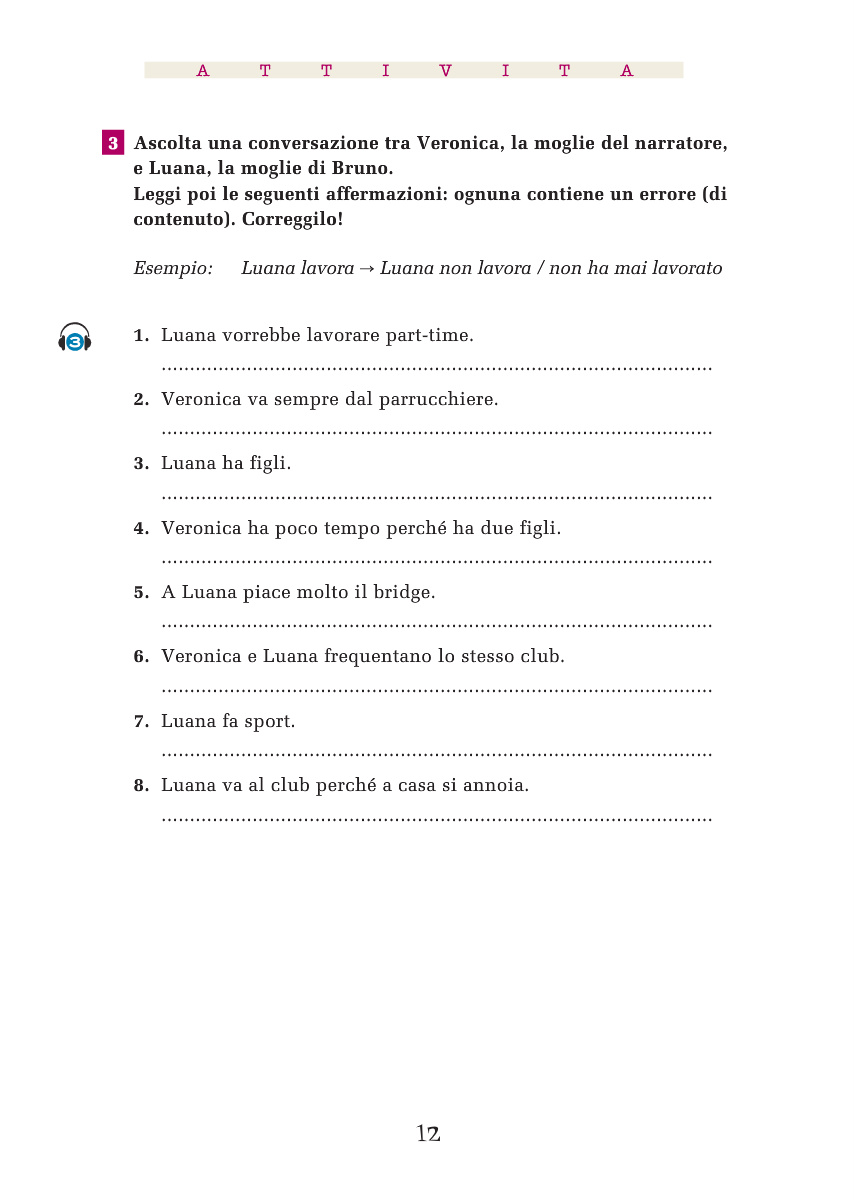 A T T I V I T A
3 Ascolta una conversazione tra Veronica, la moglie del narratore,
e Luana, la moglie di Bruno.
Leggi poi le seguenti affermazioni: ognuna contiene un errore (di
contenuto). Correggilo!
Esempio: Luana lavora → Luana non lavora / non ha mai lavorato
3
1. Luana vorrebbe lavorare part-time.
.................................................................................................
2. Veronica va sempre dal parrucchiere.
.................................................................................................
3. Luana ha figli.
.................................................................................................
4. Veronica ha poco tempo perché ha due figli.
.................................................................................................
5. A Luana piace molto il bridge.
.................................................................................................
6. Veronica e Luana frequentano lo stesso club.
.................................................................................................
7. Luana fa sport.
.................................................................................................
8. Luana va al club perché a casa si annoia.
.................................................................................................
12